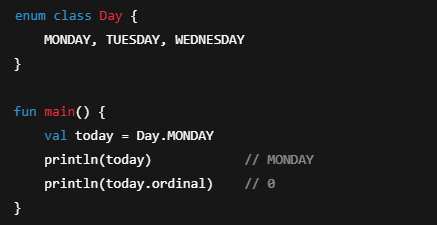 enum class Day {
    MONDAY, TUESDAY, WEDNESDAY
}
fun main() {
    val today = Day.MONDAY
    println(today)             // MONDAY
    println(today.ordinal)    // 0
}